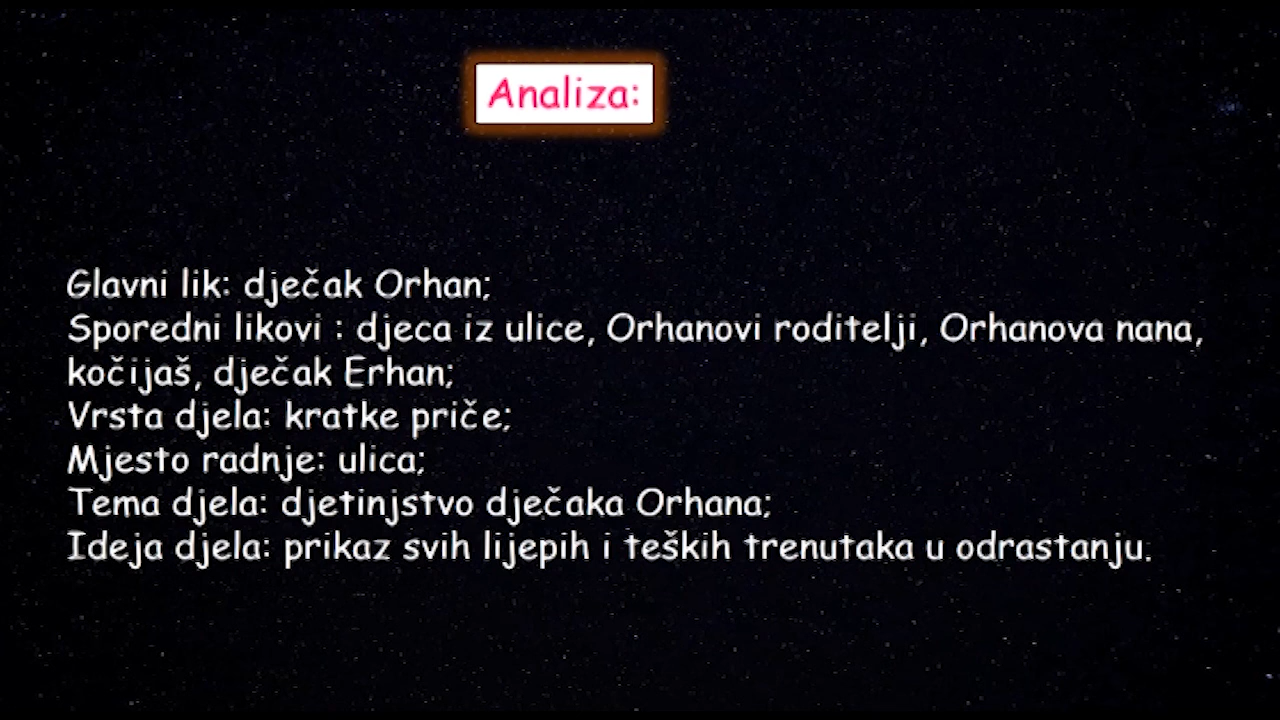 Analiza:
Glavni lik: dječak Orhan;
Sporedni likovi : djeca iz ulice, Orhanovi roditelji, Orhanova nana,
kočijaš, dječak Erhan;
Vrsta djela: kratke priče;
Mjesto radnje: ulica;
Tema djela: djetinjstvo dječaka Orhana;
Ideja djela: prikaz svih lijepih i teških trenutaka u odrastanju.